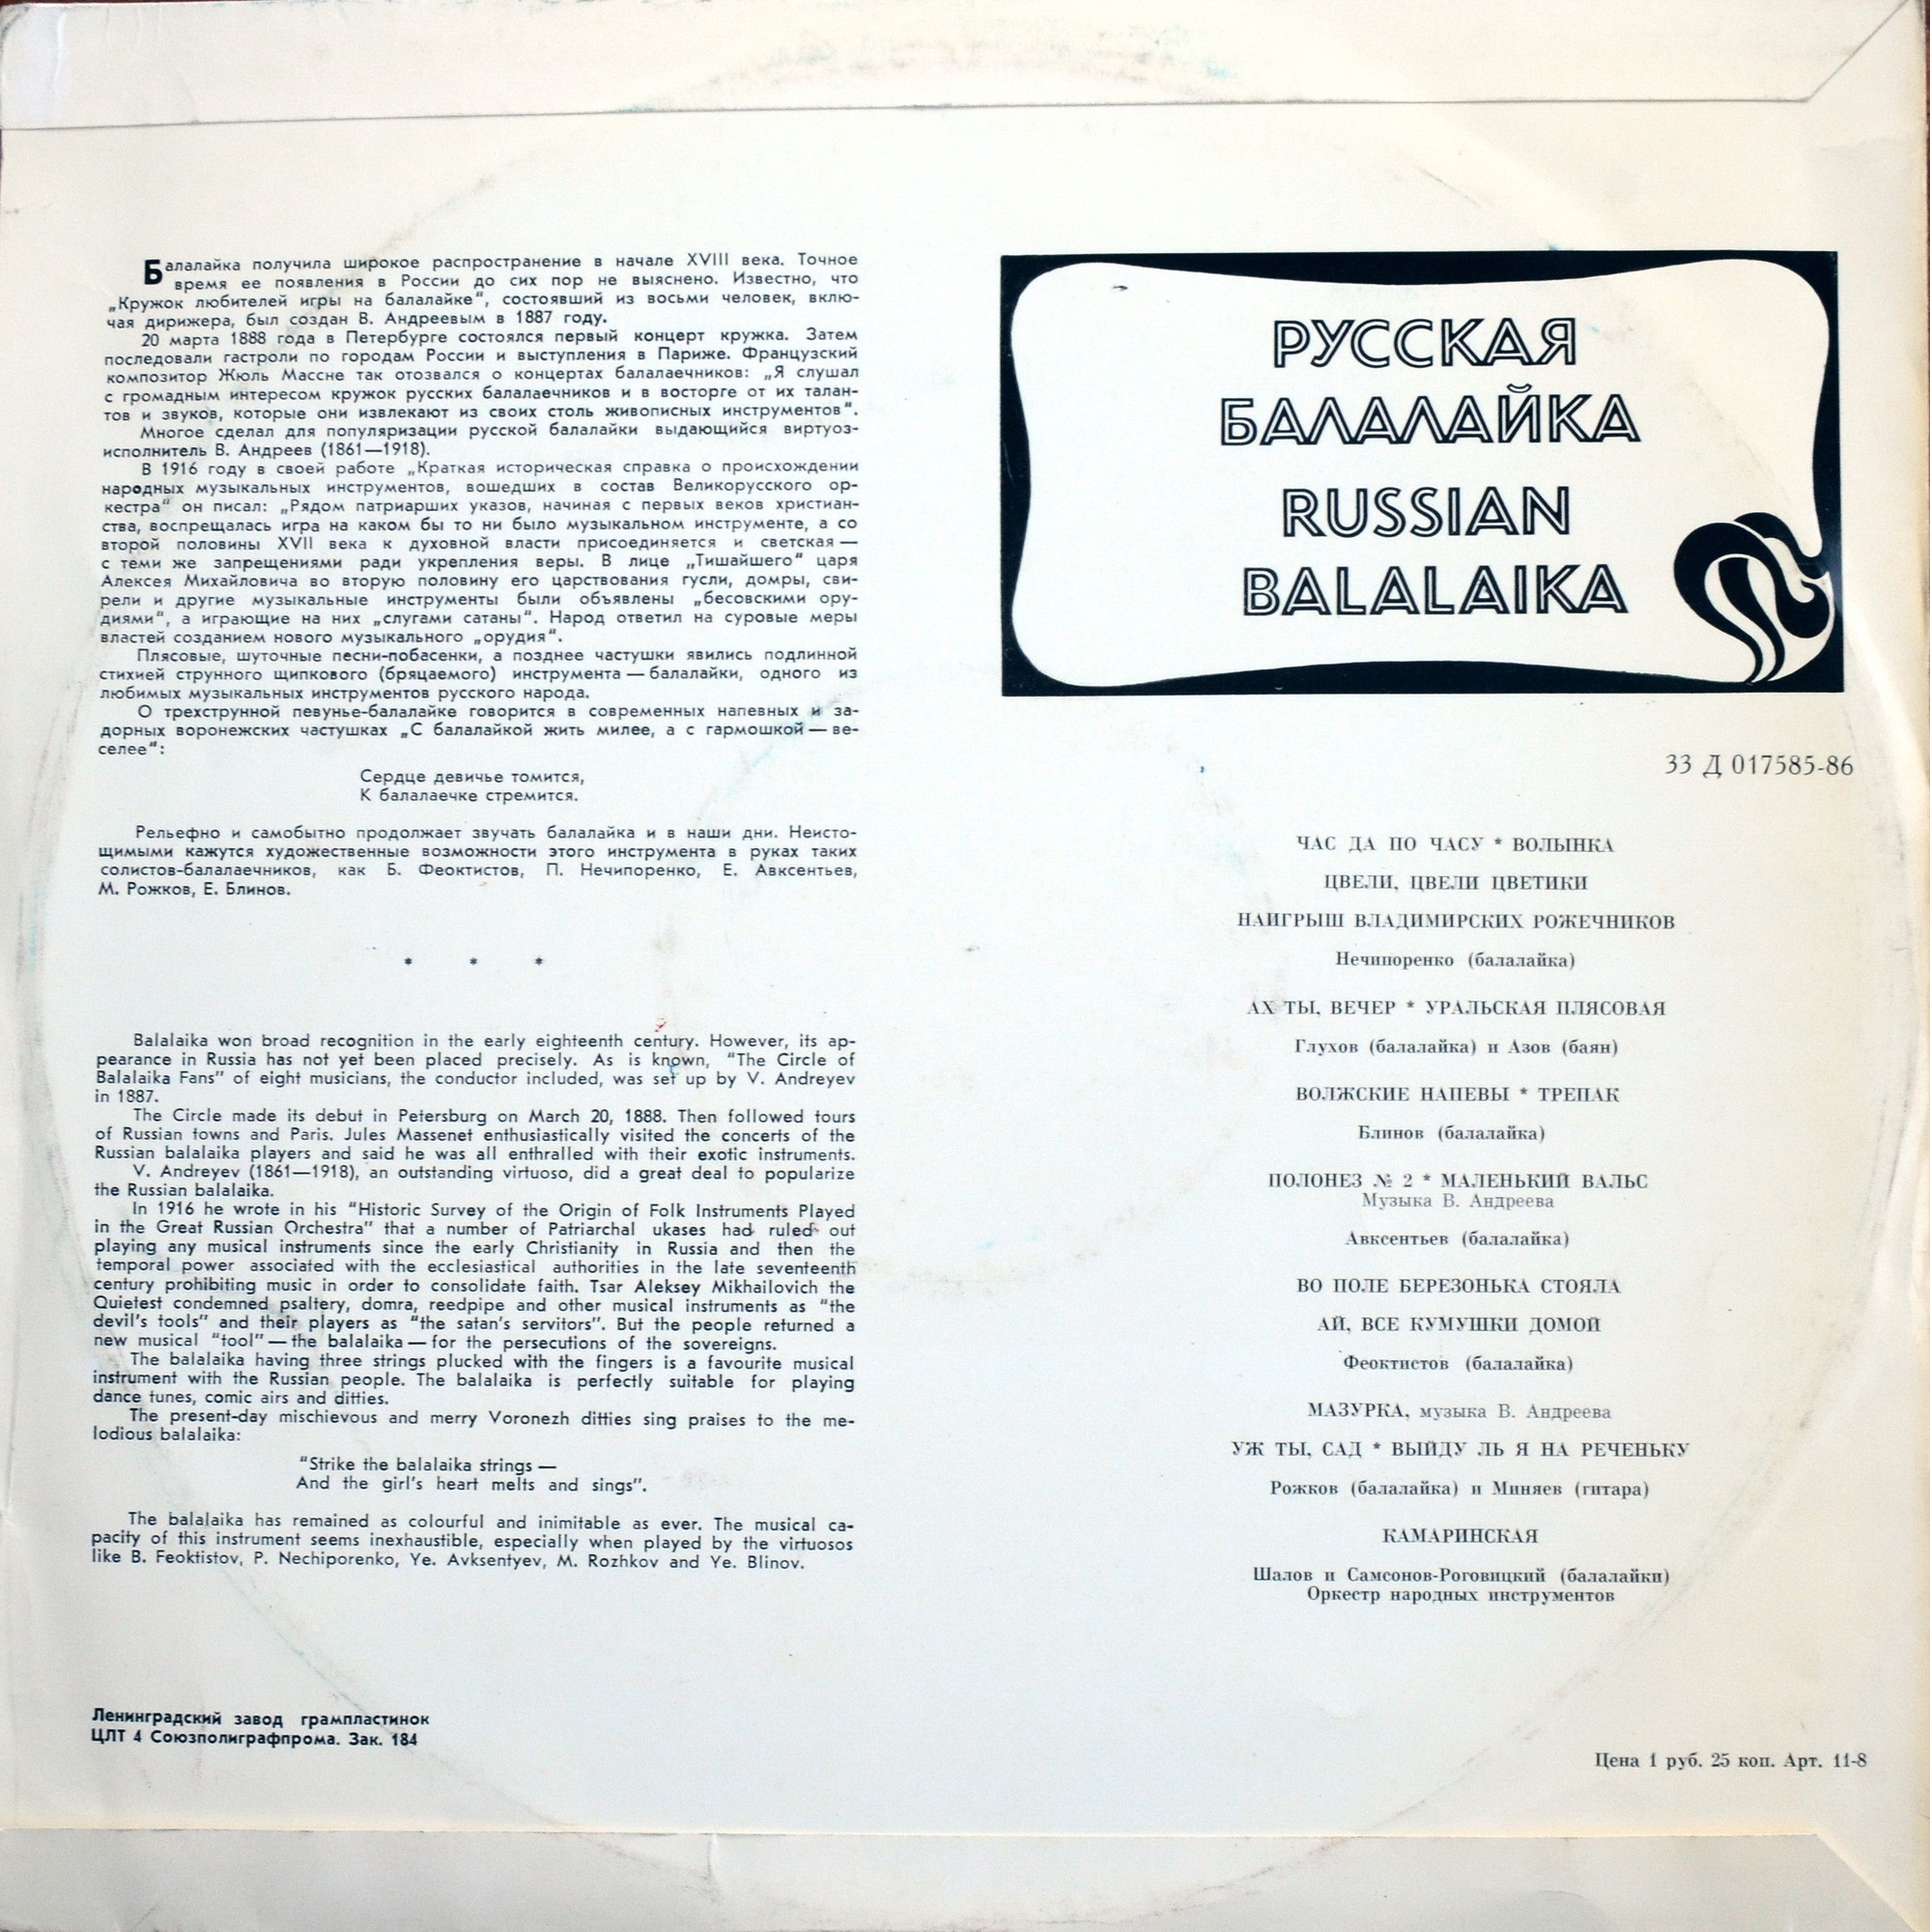 Балалайка получила широкое распространение в начале XVIII века. Точное
время ее появления в России до сих пор не выяснено. Известно, что
„Кружок любителей игры на балалайке“, состоявший из восьми человек, вклю-
чая дирижера, был создан В. Андреевым в 1887 году.
20 марта 1888 года в Петербурге состоялся первый концерт кружка. Затем
последовали гастроли по городам России и выступления в Париже. Французский
композитор Жюль Массне так отозвался о концертах балалаечников: „Я слушал
с громадным интересом кружок русских балалаечников и в восторге от их талан-
тов и звуков, которые они извлекают из своих столь живописных инструментов“.
Многое сделал для популяризации русской балалайки выдающийся виртуоз-
исполнитель В. Андреев (1861—1918).
В 1916 году в своей работе „Краткая историческая справка о происхождении
народных музыкальных инструментов, вошедших в состав Великорусского ор-
кестра“ он писал: „Рядом патриарших указов, начиная с первых веков христиан-
ства, воспрещалась игра на каком бы то ни было музыкальном инструменте, а со
второй половины XVII века к духовной власти присоединяется и светская —
с теми же запрещениями ради укрепления веры. В лице „Тишайшего“ царя
Алексея Михайловича во вторую половину его царствования гусли, домры, сви-
рели и другие музыкальные инструменты были объявлены „бесовскими ору-
диями“, а играющие на них „слугами сатаны“. Народ ответил на суровые меры
властей созданием нового музыкального „орудия“.
Плясовые, шуточные песни-побасенки, а позднее частушки явились подлинной
стихией струнного щипкового (бряцаемого) инструмента — балалайки, одного из
любимых музыкальных инструментов русского народа.
О трехструнной певунье-балалайке говорится в современных напевных и за-
дорных воронежских частушках „С балалайкой жить милее, а с гармошкой — ве-
селее“:
Сердце девичье томится,
К балалаечке стремится.
Рельефно и самобытно продолжает звучать балалайка и в наши дни. Неисто-
щимыми кажутся художественные возможности этого инструмента в руках таких
солистов-балалаечников, как Б. Феоктистов, П. Нечипоренко, Е. Авксентьев,
М. Рожков, Е. Блинов.
* * *
Balalaika won broad recognition in the early eighteenth century. However, its ap-
pearance in Russia has not yet been placed precisely. As is known, “The Circle of
Balalaika Fans” of eight musicians, the conductor included, was set up by V. Andreyev
in 1887.
The Circle made its debut in Petersburg on March 20, 1888. Then followed tours
of Russian towns and Paris. Jules Massenet enthusiastically visited the concerts of the
Russian balalaika players and said he was all enthralled with their exotic instruments.
V. Andreyev (1861—1918), an outstanding virtuoso, did a great deal to popularize
the Russian balalaika.
In 1916 he wrote in his “Historic Survey of the Origin of Folk Instruments Played
in the Great Russian Orchestra” that a number of Patriarchal ukases had ruled out
playing any musical instruments since the early Christianity in Russia and then the
temporal power associated with the ecclesiastical authorities in the late seventeenth
century prohibiting music in order to consolidate faith. Tsar Aleksey Mikhailovich the
Quietest condemned psaltery, domra, reedpipe and other musical instruments as “the
devil’s tools” and their players as “the satan’s servitors”. But the people returned a
new musical “tool” — the balalaika — for the persecutions of the sovereigns.
The balalaika having three strings plucked with the fingers is a favourite musical
instrument with the Russian people. The balalaika is perfectly suitable for playing
dance tunes, comic airs and ditties.
The present-day mischievous and merry Voronezh ditties sing praises to the me-
lodious balalaika:
“Strike the balalaika strings —
And the girl’s heart melts and sings”.
The balalaika has remained as colourful and inimitable as ever. The musical ca-
pacity of this instrument seems inexhaustible, especially when played by the virtuosos
like B. Feoktistov, P. Nechiporenko, Ye. Avksentyev, M. Rozhkov and Ye. Blinov.
Ленинградский завод грампластинок
ЦЛТ 4 Союзполиграфпрома. Зак. 184
РУССКАЯ
БАЛАЛАЙКА
RUSSIAN
BALALAIKA
33 Д 017585-86
ЧАС ДА ПО ЧАСУ * ВОЛЫНКА
ЦВЕЛИ, ЦВЕЛИ ЦВЕТИКИ
НАИГРЫШ ВЛАДИМИРСКИХ РОЖЕЧНИКОВ
Нечипоренко (балалайка)
АХ ТЫ, ВЕЧЕР * УРАЛЬСКАЯ ПЛЯСОВАЯ
Глухов (балалайка) и Азов (баян)
ВОЛЖСКИЕ НАПЕВЫ * ТРЕПАК
Блинов (балалайка)
ПОЛОНЕЗ № 2 * МАЛЕНЬКИЙ ВАЛЬС
Музыка В. Андреева
Авксентьев (балалайка)
ВО ПОЛЕ БЕРЕЗОНЬКА СТОЯЛА
АЙ, ВСЕ КУМУШКИ ДОМОЙ
Феоктистов (балалайка)
МАЗУРКА, музыка В. Андреева
УЖ ТЫ, САД * ВЫЙДУ ЛЬ Я НА РЕЧЕНЬКУ
Рожков (балалайка) и Миняев (гитара)
КАМАРИНСКАЯ
Шалов и Самсонов-Роговицкий (балалайки)
Оркестр народных инструментов
Цена 1 руб. 25 коп. Арт. 11-8